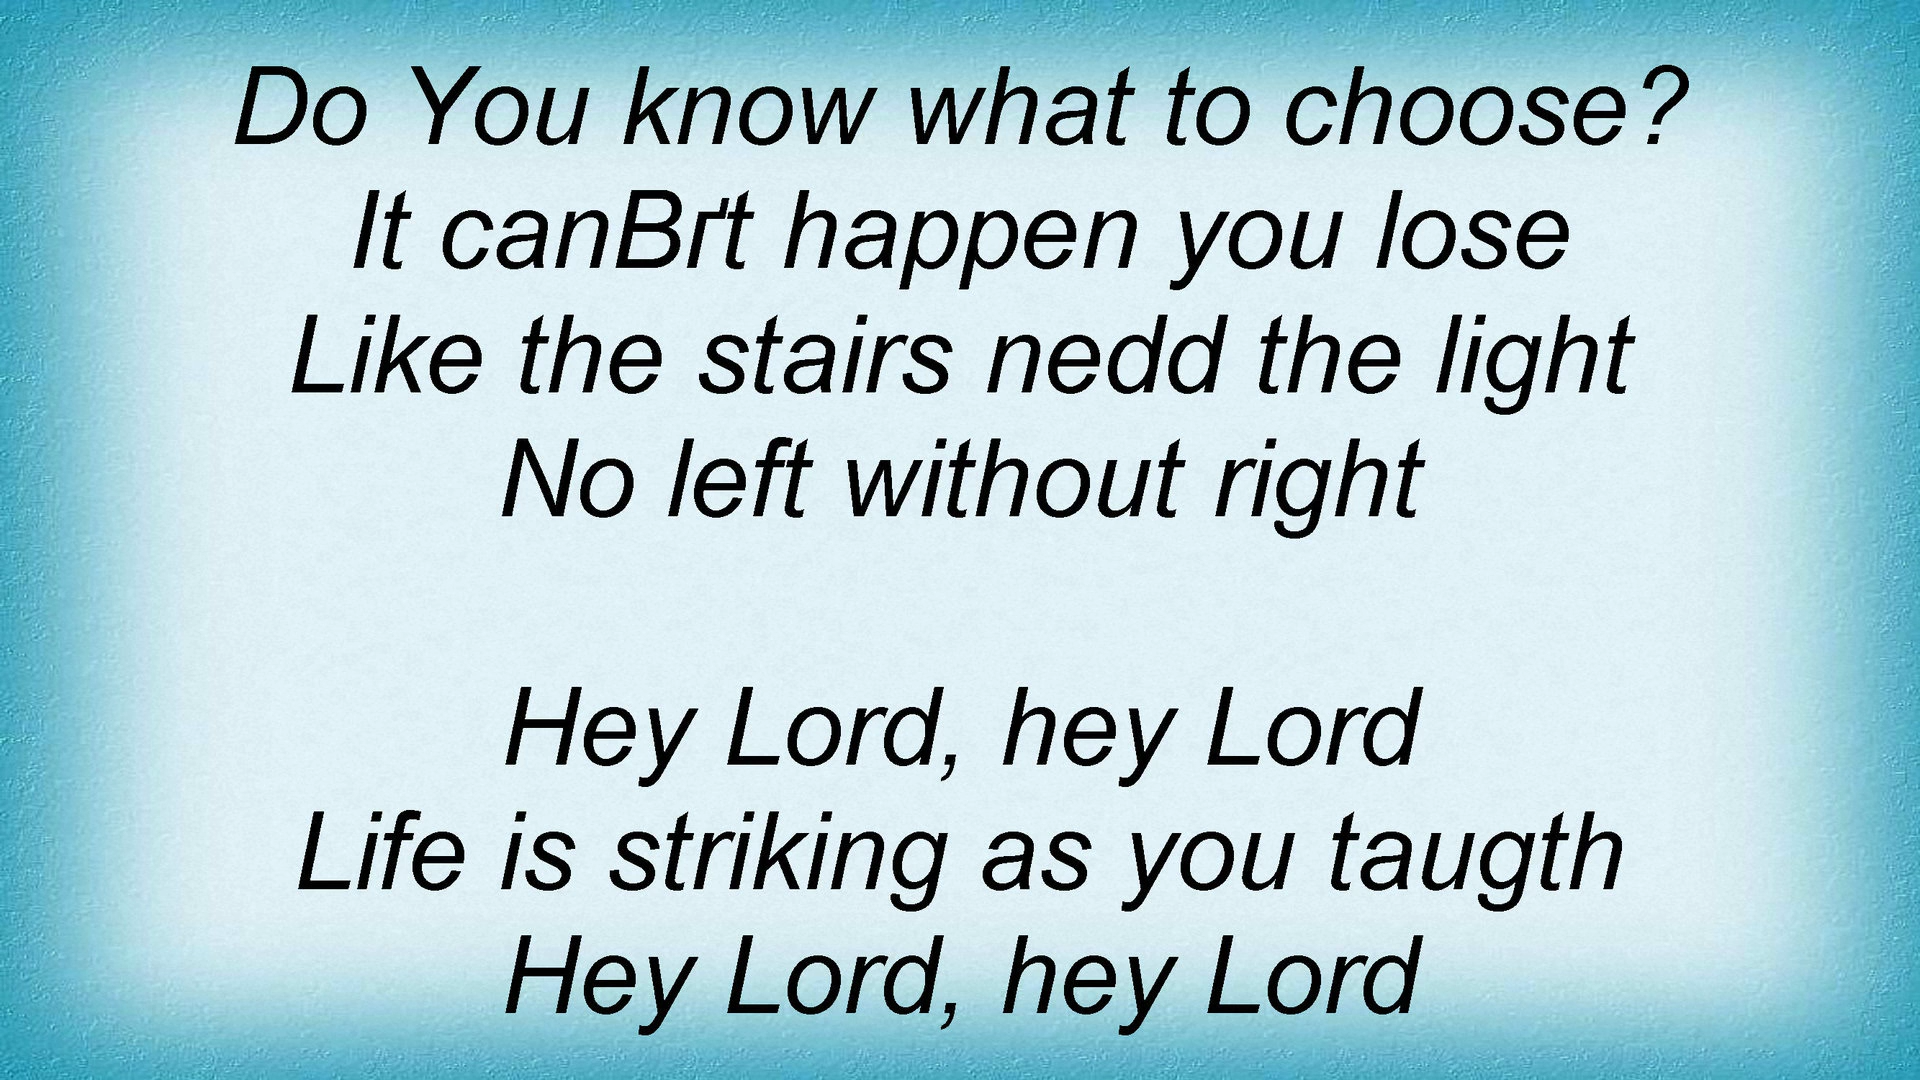 Do You know what to choose?
It canBґt happen you lose
Like the stairs nedd the light
No left without right
Hey Lord, hey Lord
Life is striking as you taugth
Hey Lord, hey Lord